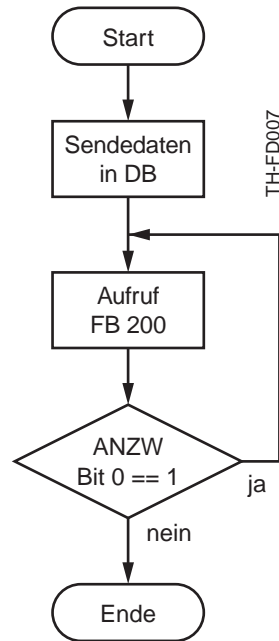 Start
Sendedaten
in DB
TH-FD007
Aufruf
FB 200
ANZW
Bit 0 == 1
ja
nein
Ende